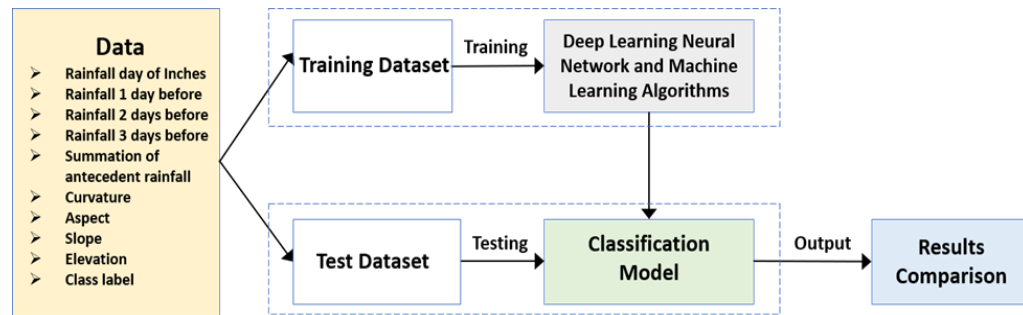 Data
Rainfall day of Inches
Rainfall 1 day before
Rainfall 2 days before
Rainfall 3 days before
Summation of
antecedent rainfall
Curvature
Aspect
Slope
Elevation
Class label
Training Dataset
Training
Deep Learning Neural
Network and Machine
Learning Algorithms
Test Dataset
Testing
Classification
Model
Output
Results
Comparison